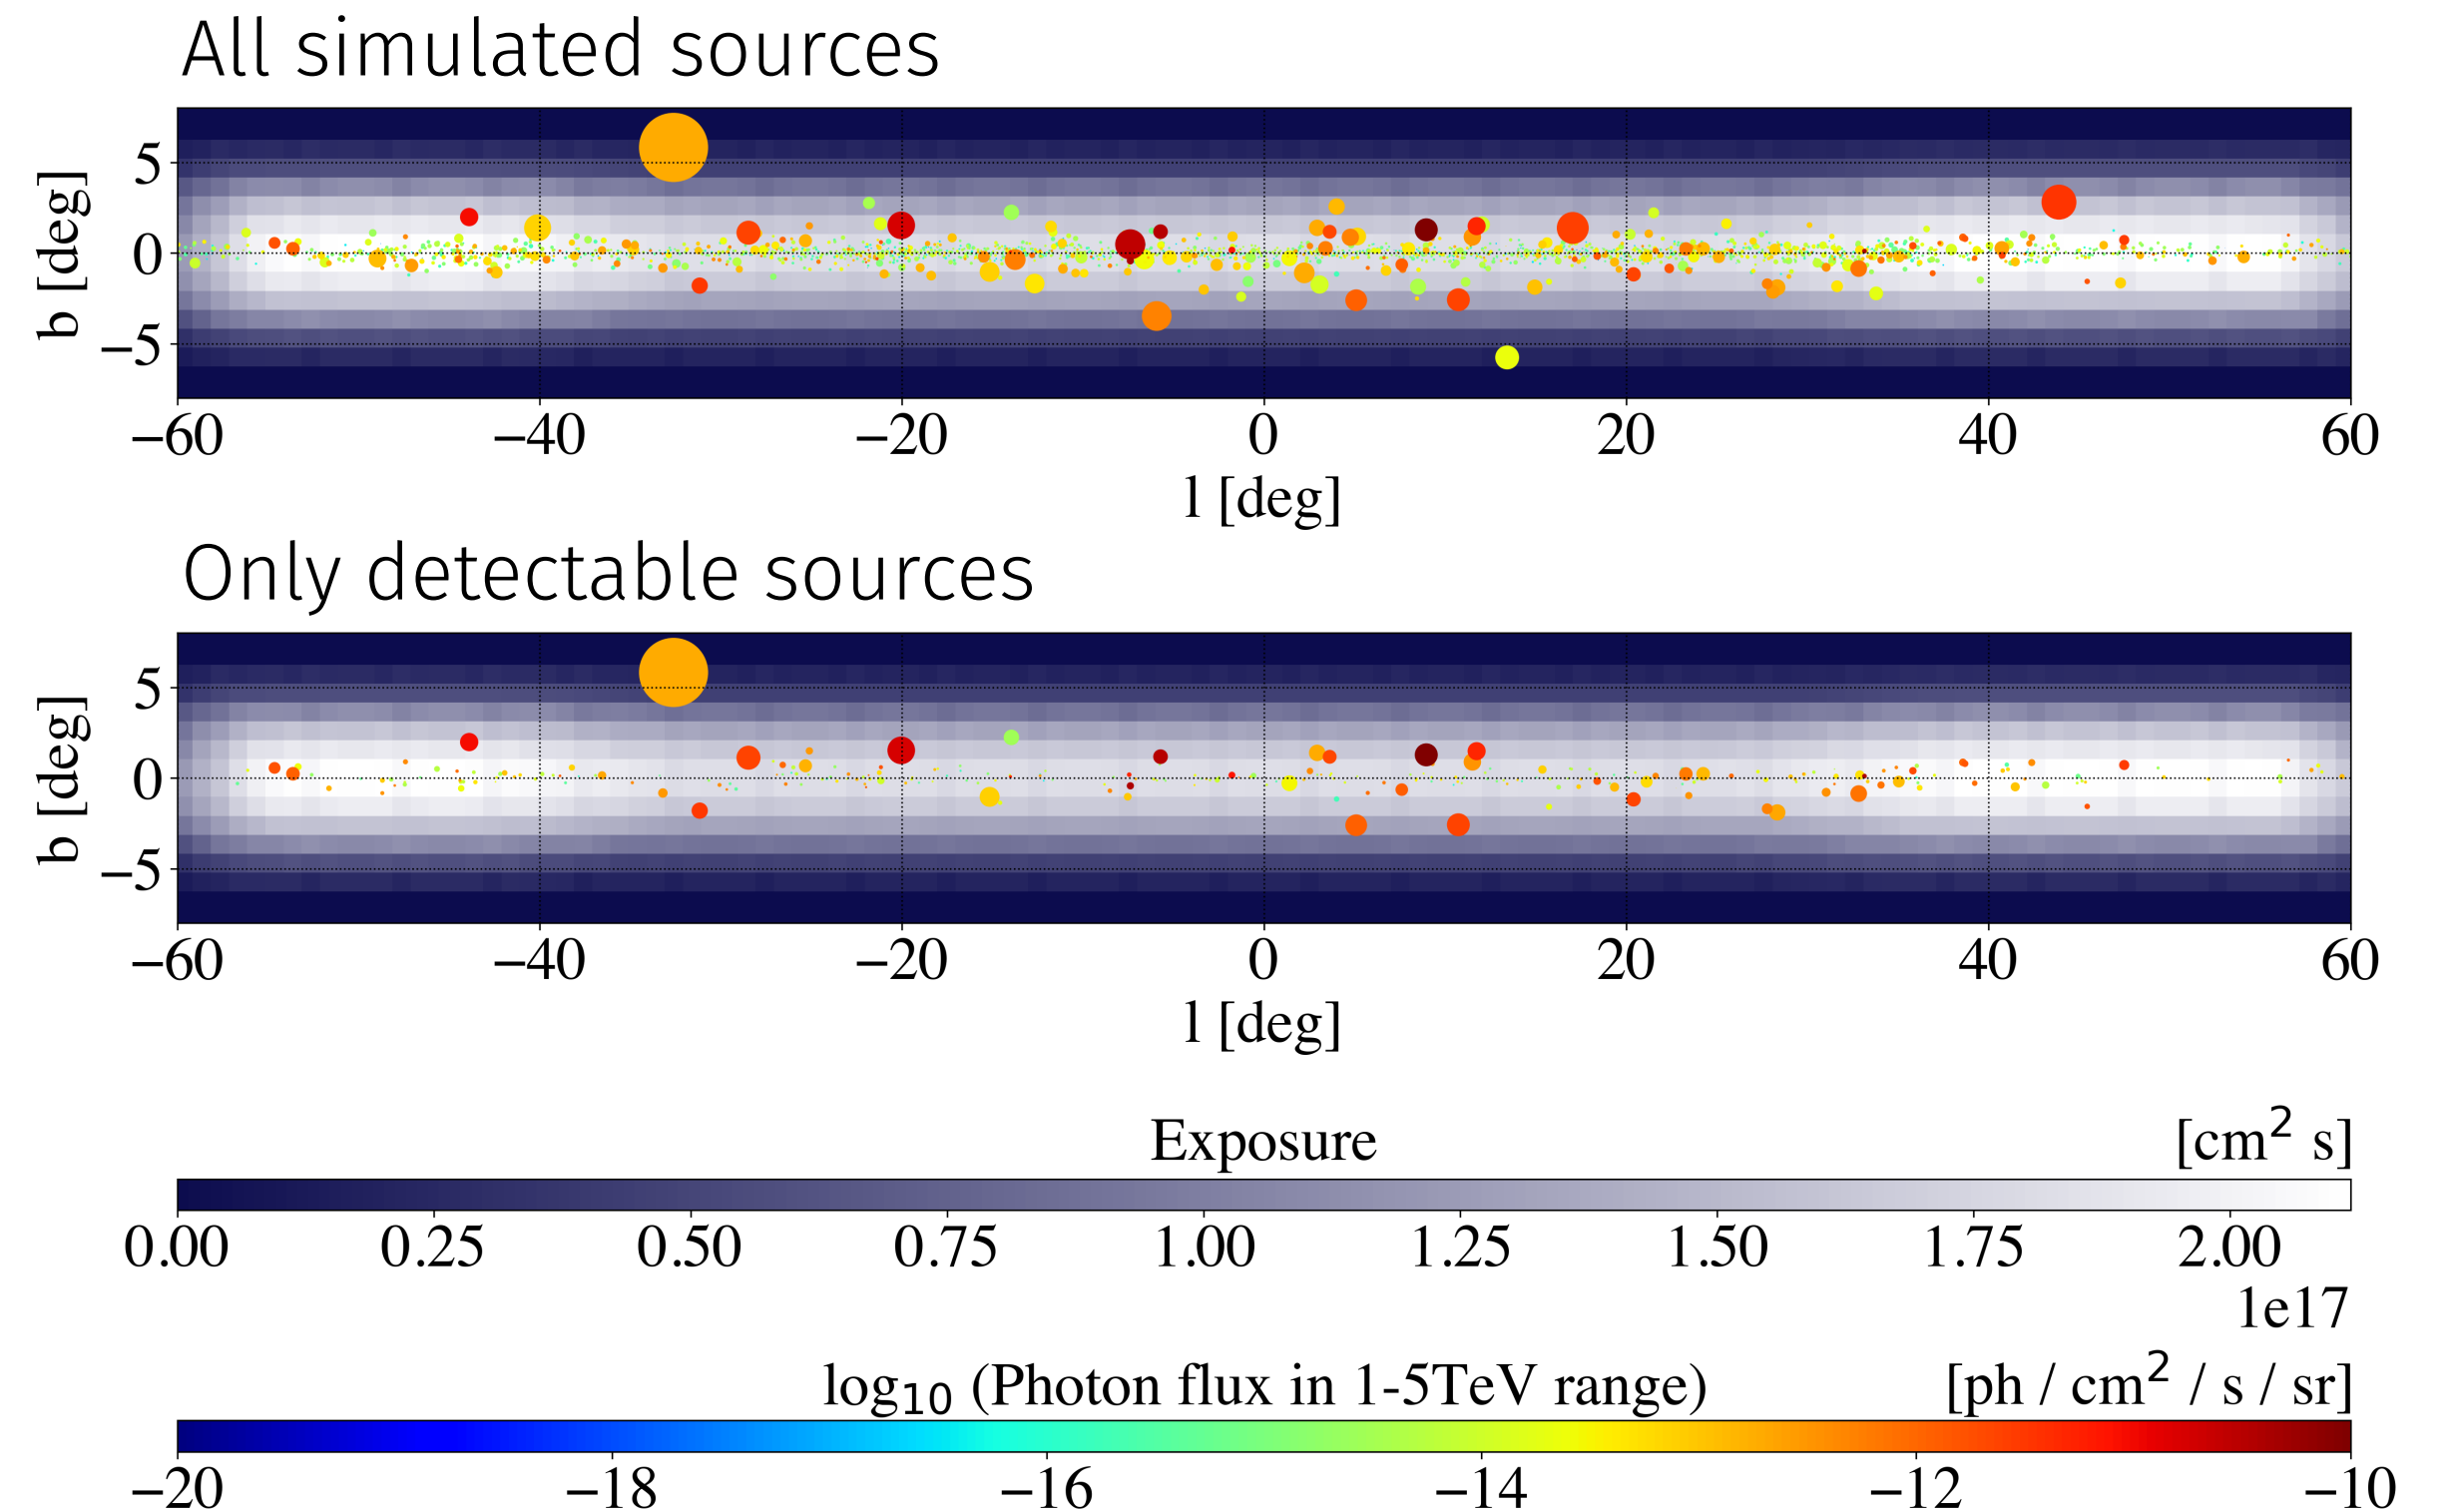 All simulated sources
b [deg]
5
0
−5
−60 −40 −20 0 20 40 60
l [deg]
Only detectable sources
b [deg]
5
0
−5
−60 −40 −20 0 20 40 60
l [deg]
Exposure [cm² s]
0.00 0.25 0.50 0.75 1.00 1.25 1.50 1.75 2.00
1e17
log₁₀ (Photon flux in 1-5TeV range) [ph / cm² / s / sr]
−20 −18 −16 −14 −12 −10